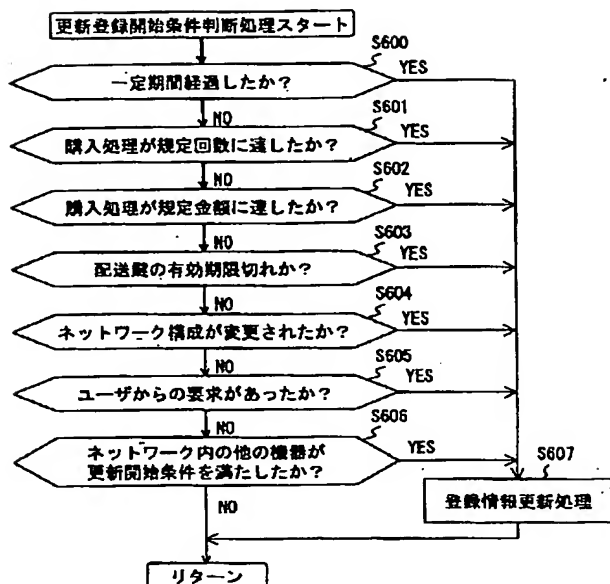 更新登録開始条件判断処理スタート
S600
一定期間経過したか？
YES
NO
S601
購入処理が規定回数に達したか？
YES
NO
S602
購入処理が規定金額に達したか？
YES
NO
S603
配送鍵の有効期限切れか？
YES
NO
S604
ネットワーク構成が変更されたか？
YES
NO
S605
ユーザからの要求があったか？
YES
NO
S606
ネットワーク内の他の機器が
更新開始条件を満たしたか？
YES
NO
S607
登録情報更新処理
リターン